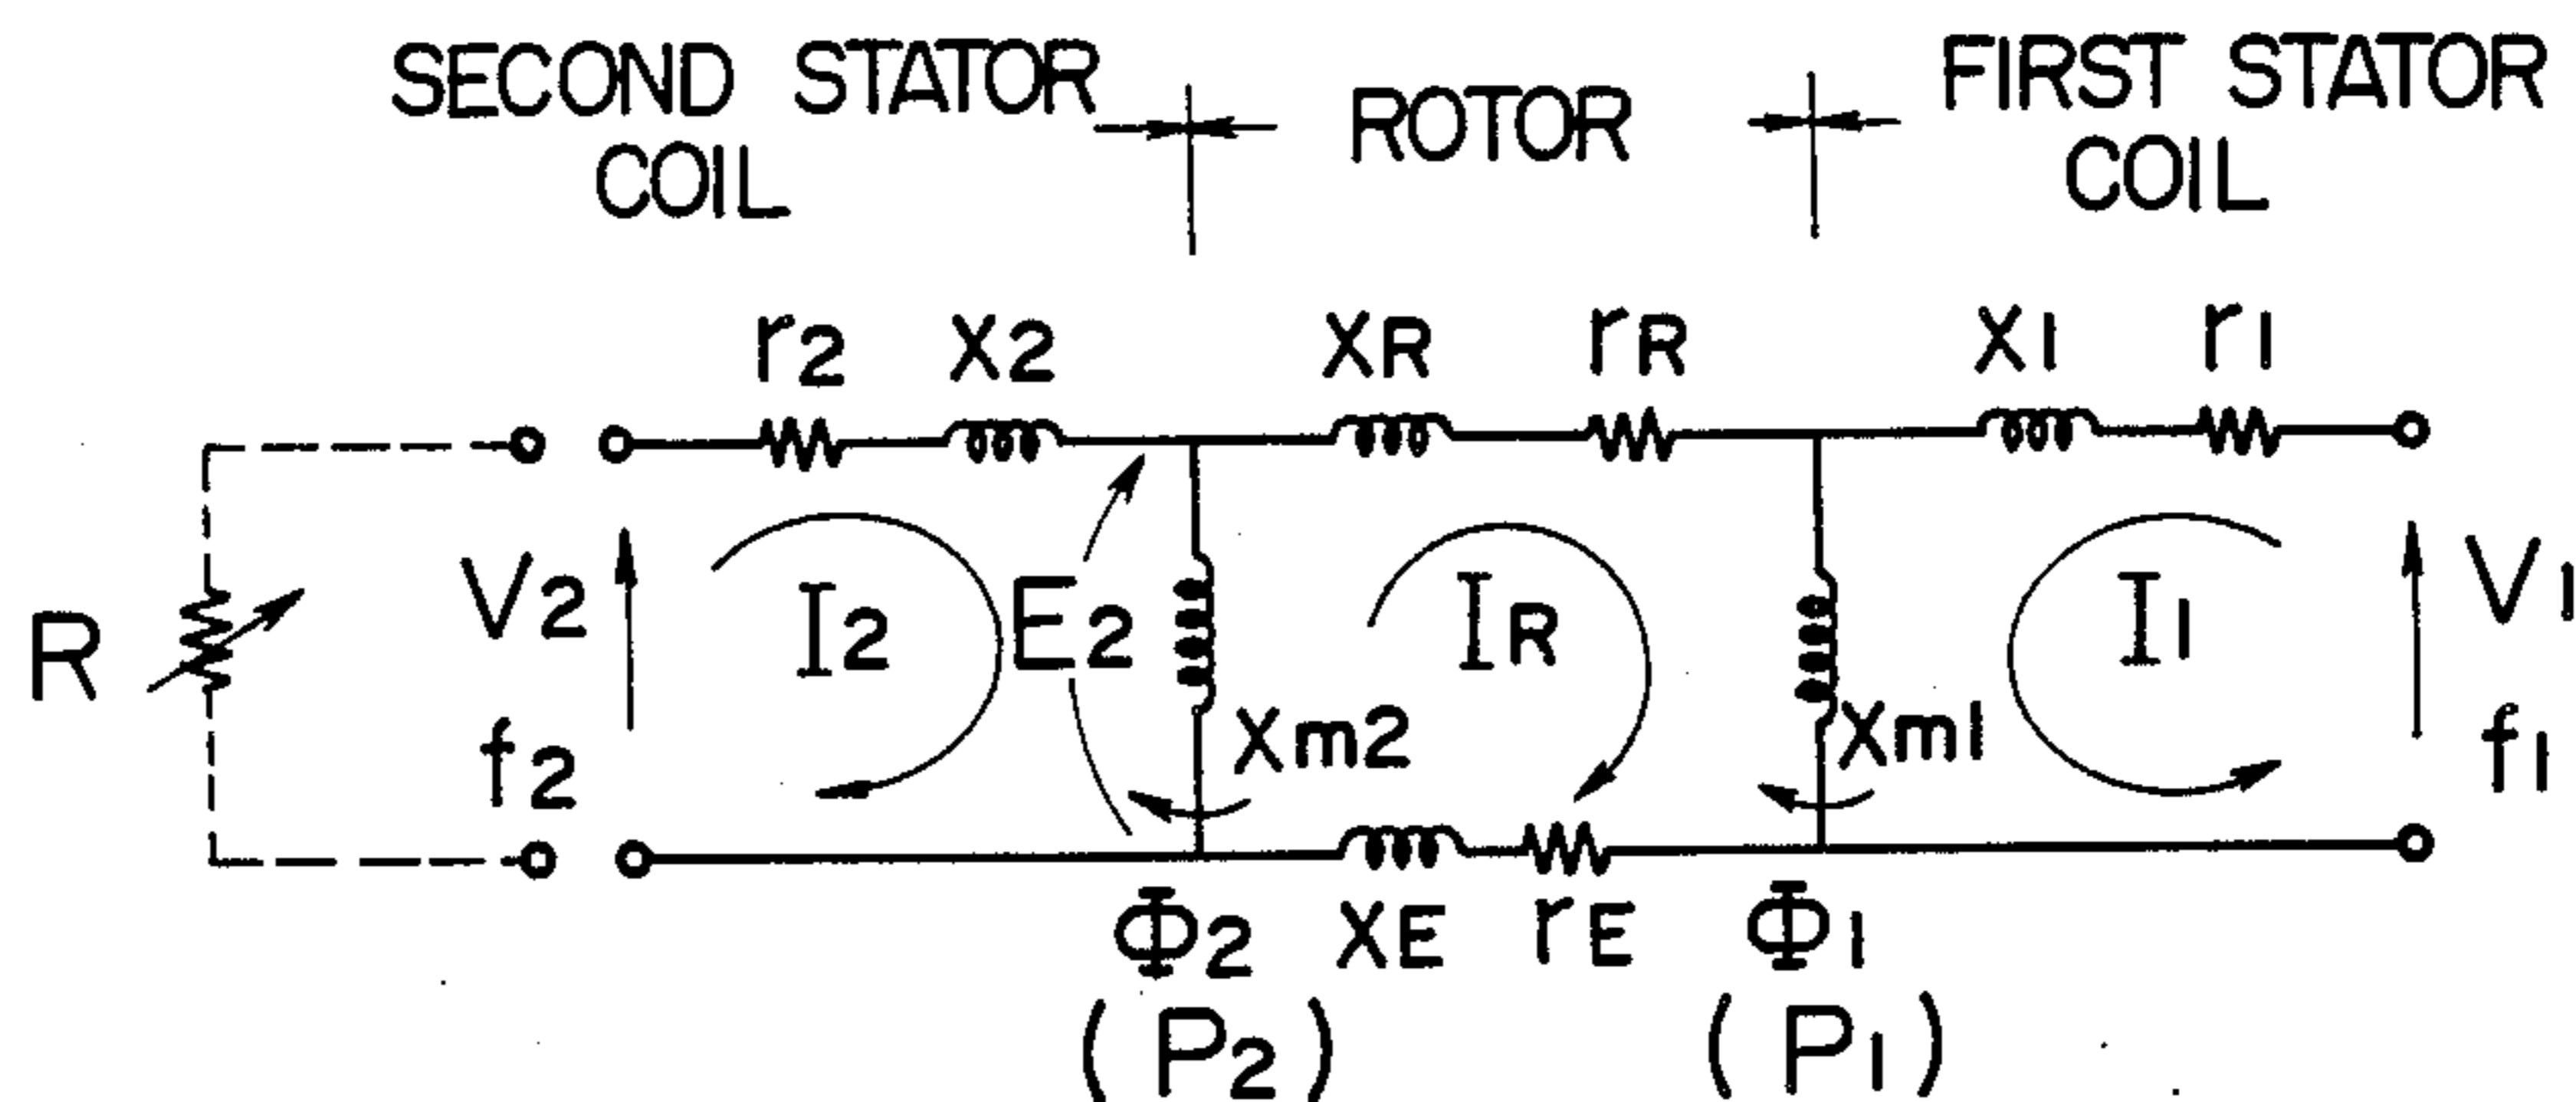 SECOND STATOR COIL
ROTOR
FIRST STATOR COIL
r2
x2
xR
rR
x1
r1
R
V2
f2
I2
E2
xm2
IR
xm1
I1
V1
f1
Φ2
(P2)
xE
rE
Φ1
(P1)